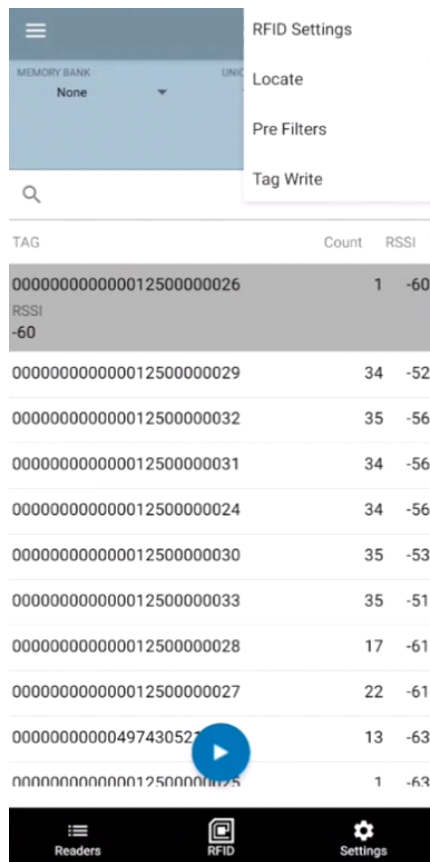 RFID Settings
MEMORY BANK
None
Locate
Pre Filters
Tag Write
TAG Count RSSI
000000000000012500000026 1 -60
RSSI
-60
000000000000012500000029 34 -52
000000000000012500000032 35 -56
000000000000012500000031 34 -56
000000000000012500000024 34 -56
000000000000012500000030 35 -53
000000000000012500000033 35 -51
000000000000012500000028 17 -61
000000000000012500000027 22 -61
13 -63
000000000000012500000025 1 -63
Readers RFID Settings